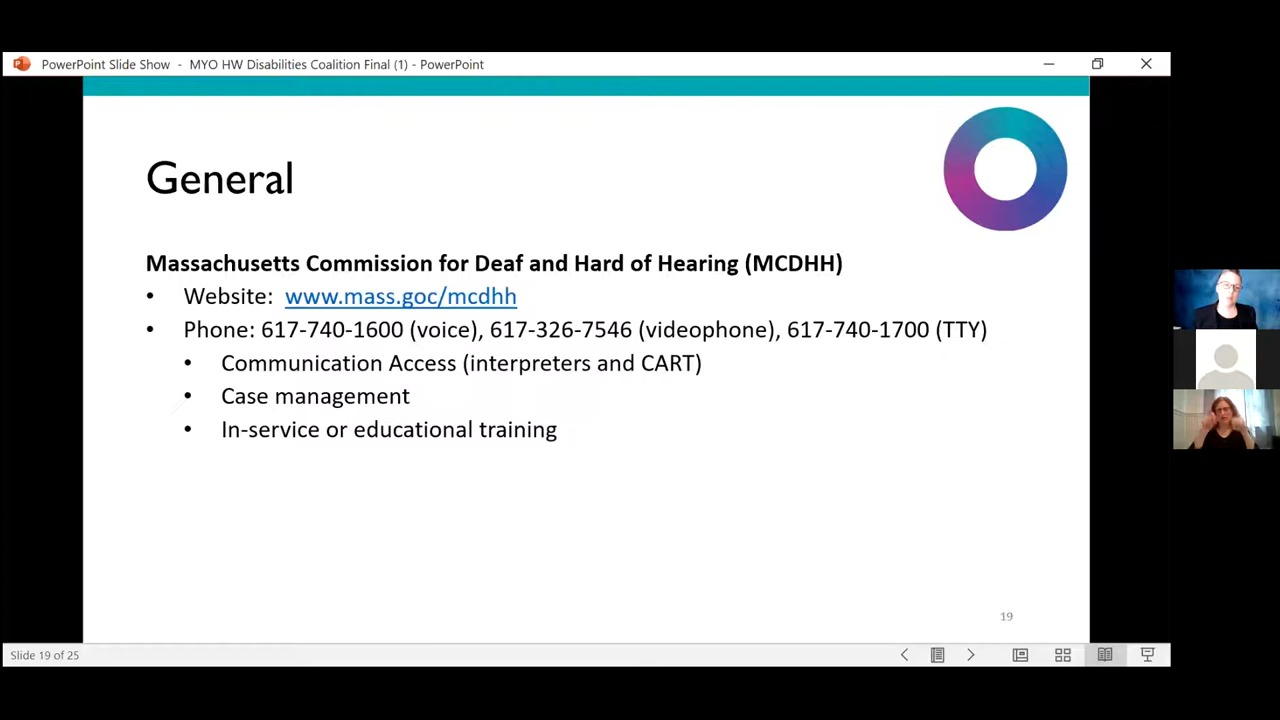 PowerPoint Slide Show - MYO HW Disabilities Coalition Final (1) - PowerPoint
General
Massachusetts Commission for Deaf and Hard of Hearing (MCDHH)
• Website: www.mass.goc/mcdhh
• Phone: 617-740-1600 (voice), 617-326-7546 (videophone), 617-740-1700 (TTY)
• Communication Access (interpreters and CART)
• Case management
• In-service or educational training
19
Slide 19 of 25